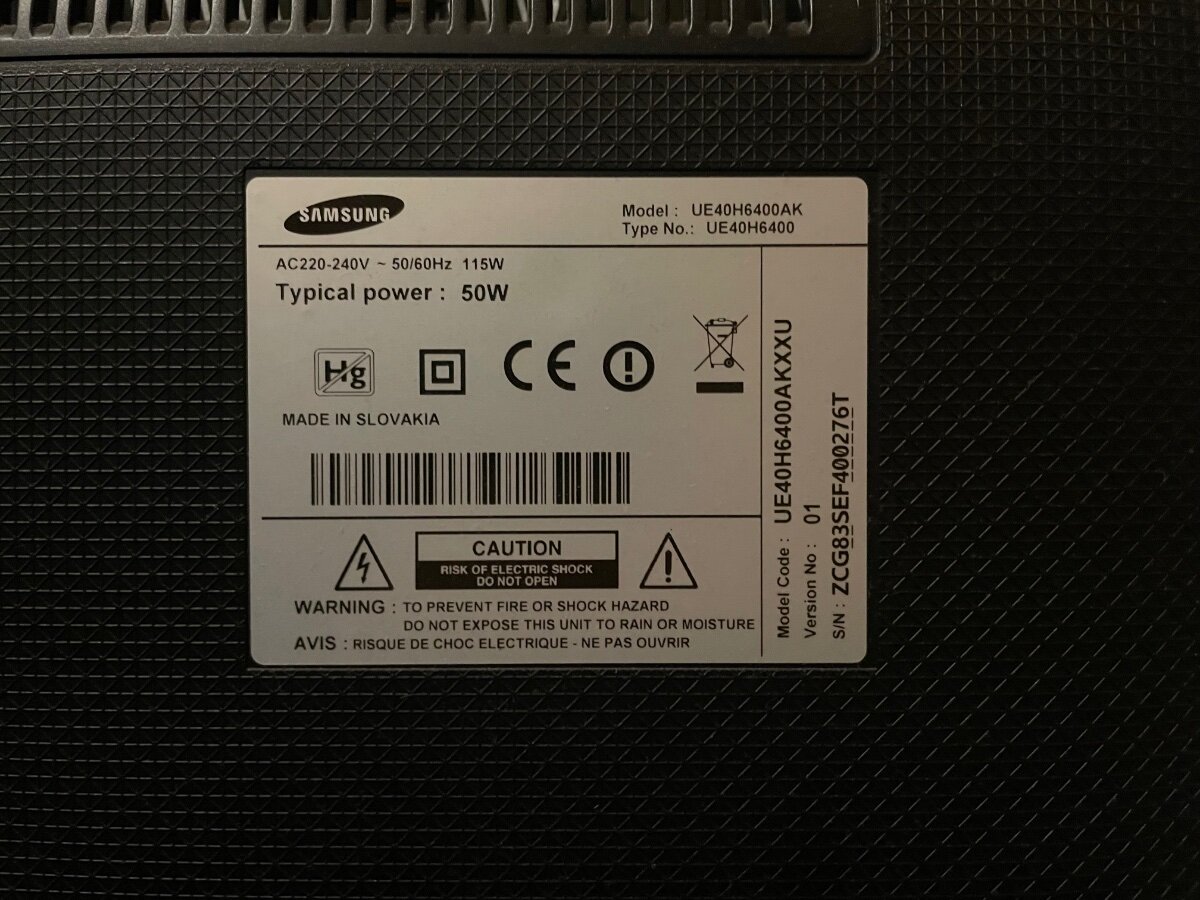 SAMSUNG
Model : UE40H6400AK
Type No.: UE40H6400
AC220-240V ~ 50/60Hz 115W
Typical power : 50W
Hg
CE
MADE IN SLOVAKIA
CAUTION
RISK OF ELECTRIC SHOCK
DO NOT OPEN
WARNING : TO PREVENT FIRE OR SHOCK HAZARD
DO NOT EXPOSE THIS UNIT TO RAIN OR MOISTURE
AVIS : RISQUE DE CHOC ELECTRIQUE - NE PAS OUVRIR
Model Code : UE40H6400AKXXU
Version No : 01
S/N : ZCG83SEF400276T